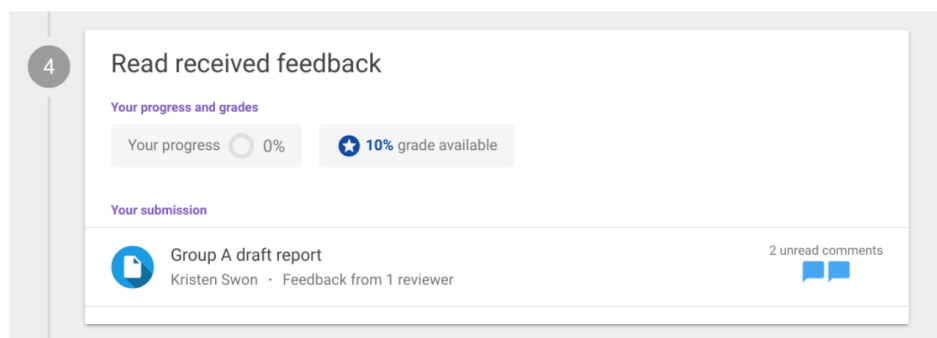 4
Read received feedback
Your progress and grades
Your progress 0%
10% grade available
Your submission
Group A draft report
2 unread comments
Kristen Swon · Feedback from 1 reviewer